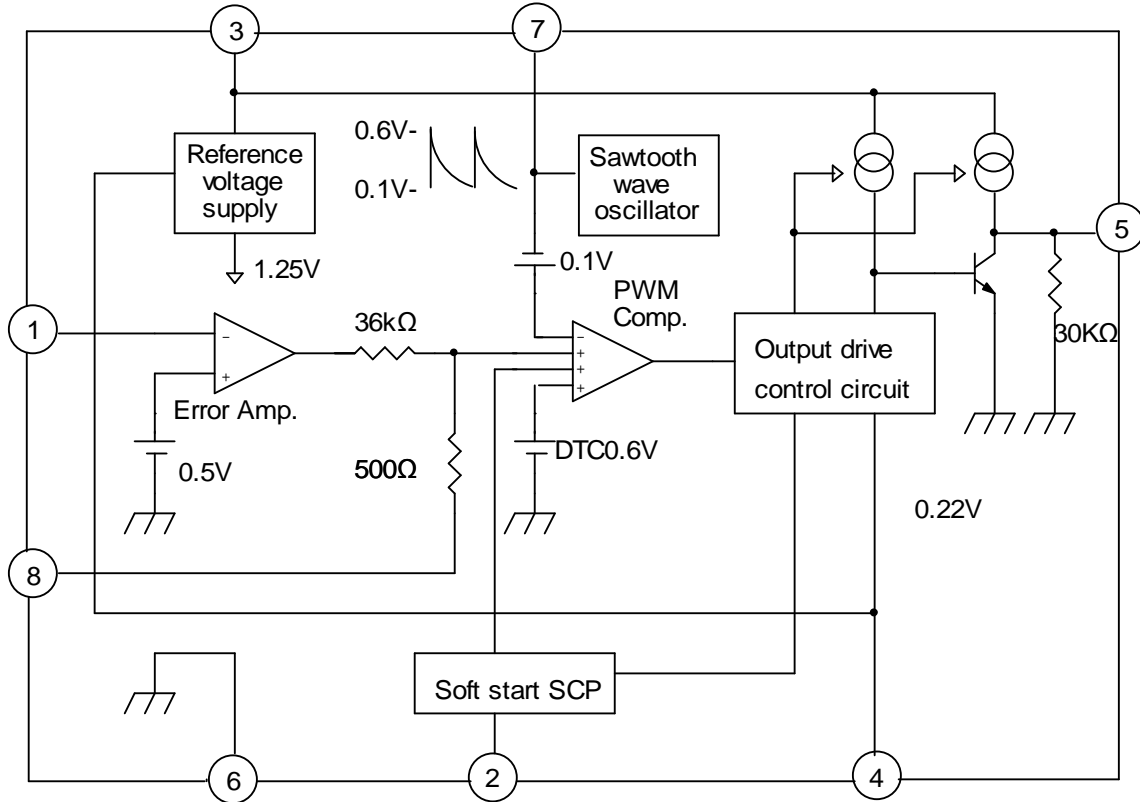 3
7
0.6V-
0.1V-
Reference
voltage
supply
Sawtooth
wave
oscillator
5
1.25V
0.1V
1
36kΩ
PWM
Comp.
-
+
-
+
+
+
Output drive
control circuit
30KΩ
Error Amp.
0.5V
500Ω
DTC0.6V
0.22V
8
Soft start SCP
6
2
4